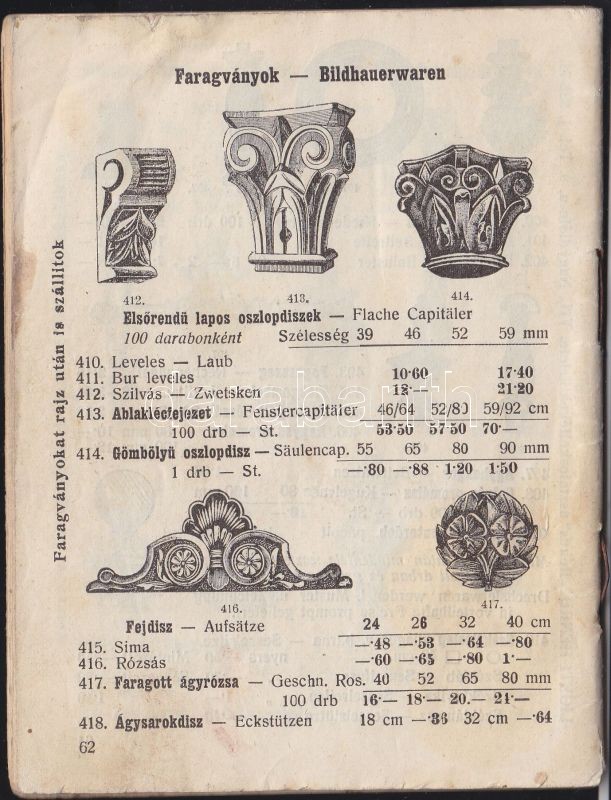 Faragványok — Bildhauerwaren
Faragványokat rajz után is szállitok
412.
413.
414.
Elsőrendü lapos oszlopdiszek — Flache Capitäler
100 darabonként Szélesség 39 46 52 59 mm
410. Leveles — Laub
411. Bur leveles 10·60 17·40
412. Szilvás — Zwetsken 12·— 21·20
413. Ablaklécfejezet — Fenstercapitäler 46/64 52/80 59/92 cm
100 drb — St. 53·50 57·50 70·—
414. Gömbölyü oszlopdisz — Säulencap. 55 65 80 90 mm
1 drb — St. —·80 —·88 1·20 1·50
416.
417.
Fejdisz — Aufsätze 24 26 32 40 cm
415. Sima —·48 —·53 —·64 —·80
416. Rózsás —·60 —·65 —·80 1·—
417. Faragott ágyrózsa — Geschn. Ros. 40 52 65 80 mm
100 drb 16·— 18·— 20.— 21·—
418. Ágysarokdisz — Eckstützen 18 cm —·36 32 cm —·64
62
darabanth